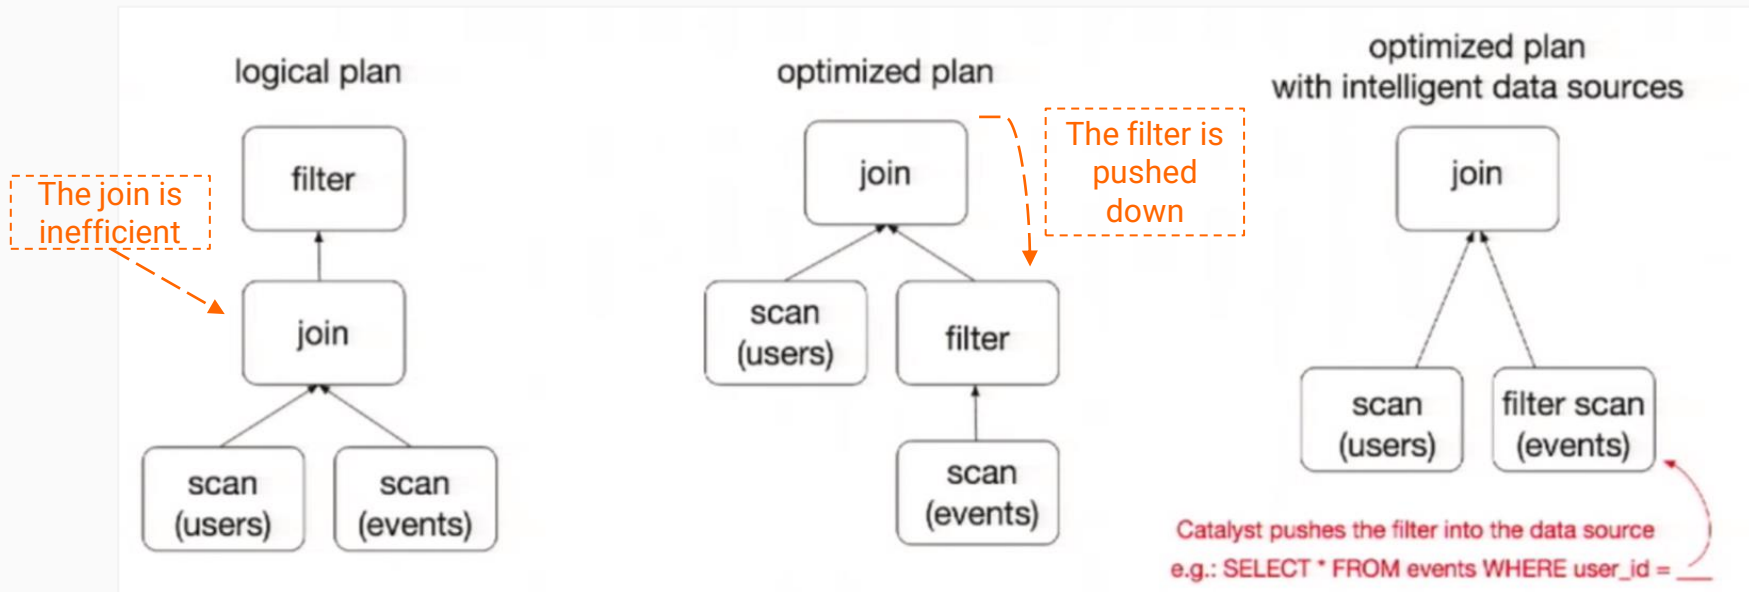 logical plan
filter
The join is
inefficient
join
scan
(users)
scan
(events)
optimized plan
join
The filter is
pushed
down
scan
(users)
filter
scan
(events)
optimized plan
with intelligent data sources
join
scan
(users)
filter scan
(events)
Catalyst pushes the filter into the data source
e.g.: SELECT * FROM events WHERE user_id = ___